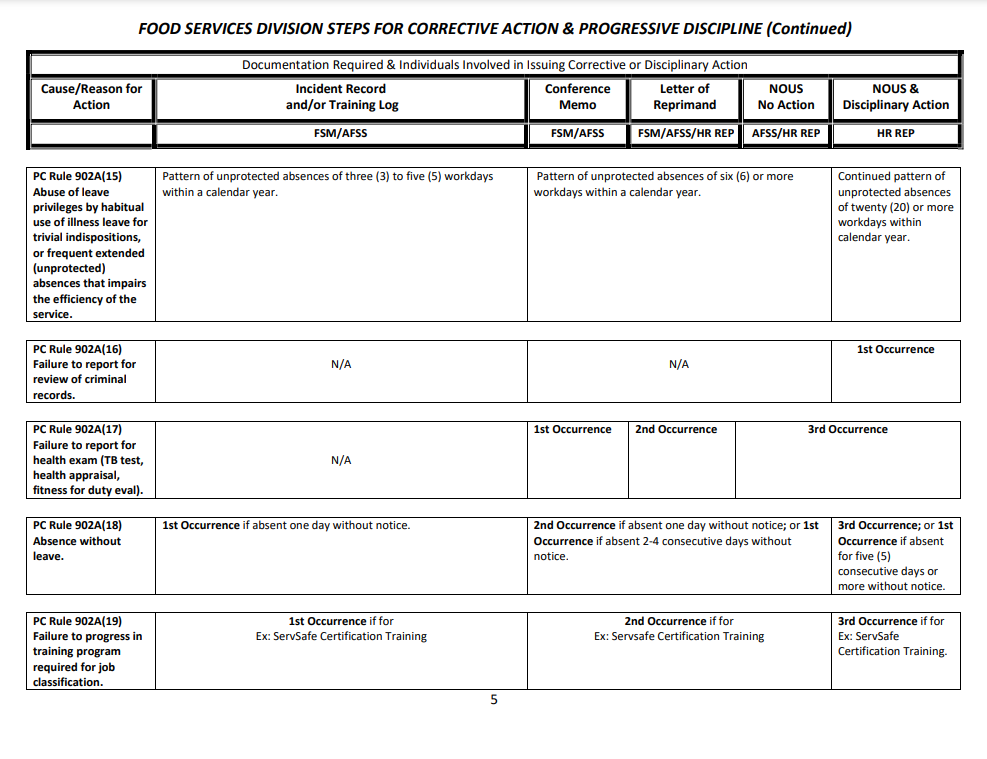 FOOD SERVICES DIVISION STEPS FOR CORRECTIVE ACTION & PROGRESSIVE DISCIPLINE (Continued)
Documentation Required & Individuals Involved in Issuing Corrective or Disciplinary Action
Cause/Reason for
Action
Incident Record
and/or Training Log
Conference
Memo
Letter of
Reprimand
NOUS
No Action
NOUS &
Disciplinary Action
FSM/AFSS
FSM/AFSS
FSM/AFSS/HR REP
AFSS/HR REP
HR REP
PC Rule 902A(15)
Abuse of leave
privileges by habitual
use of illness leave for
trivial indispositions,
or frequent extended
(unprotected)
absences that impairs
the efficiency of the
service.
Pattern of unprotected absences of three (3) to five (5) workdays
within a calendar year.
Pattern of unprotected absences of six (6) or more
workdays within a calendar year.
Continued pattern of
unprotected absences
of twenty (20) or more
workdays within
calendar year.
PC Rule 902A(16)
Failure to report for
review of criminal
records.
N/A
N/A
1st Occurrence
PC Rule 902A(17)
Failure to report for
health exam (TB test,
health appraisal,
fitness for duty eval).
N/A
1st Occurrence
2nd Occurrence
3rd Occurrence
PC Rule 902A(18)
Absence without
leave.
1st Occurrence if absent one day without notice.
2nd Occurrence if absent one day without notice; or 1st
Occurrence if absent 2-4 consecutive days without
notice.
3rd Occurrence; or 1st
Occurrence if absent
for five (5)
consecutive days or
more without notice.
PC Rule 902A(19)
Failure to progress in
training program
required for job
classification.
1st Occurrence if for
Ex: ServSafe Certification Training
2nd Occurrence if for
Ex: Servsafe Certification Training
3rd Occurrence if for
Ex: ServSafe
Certification Training.
5